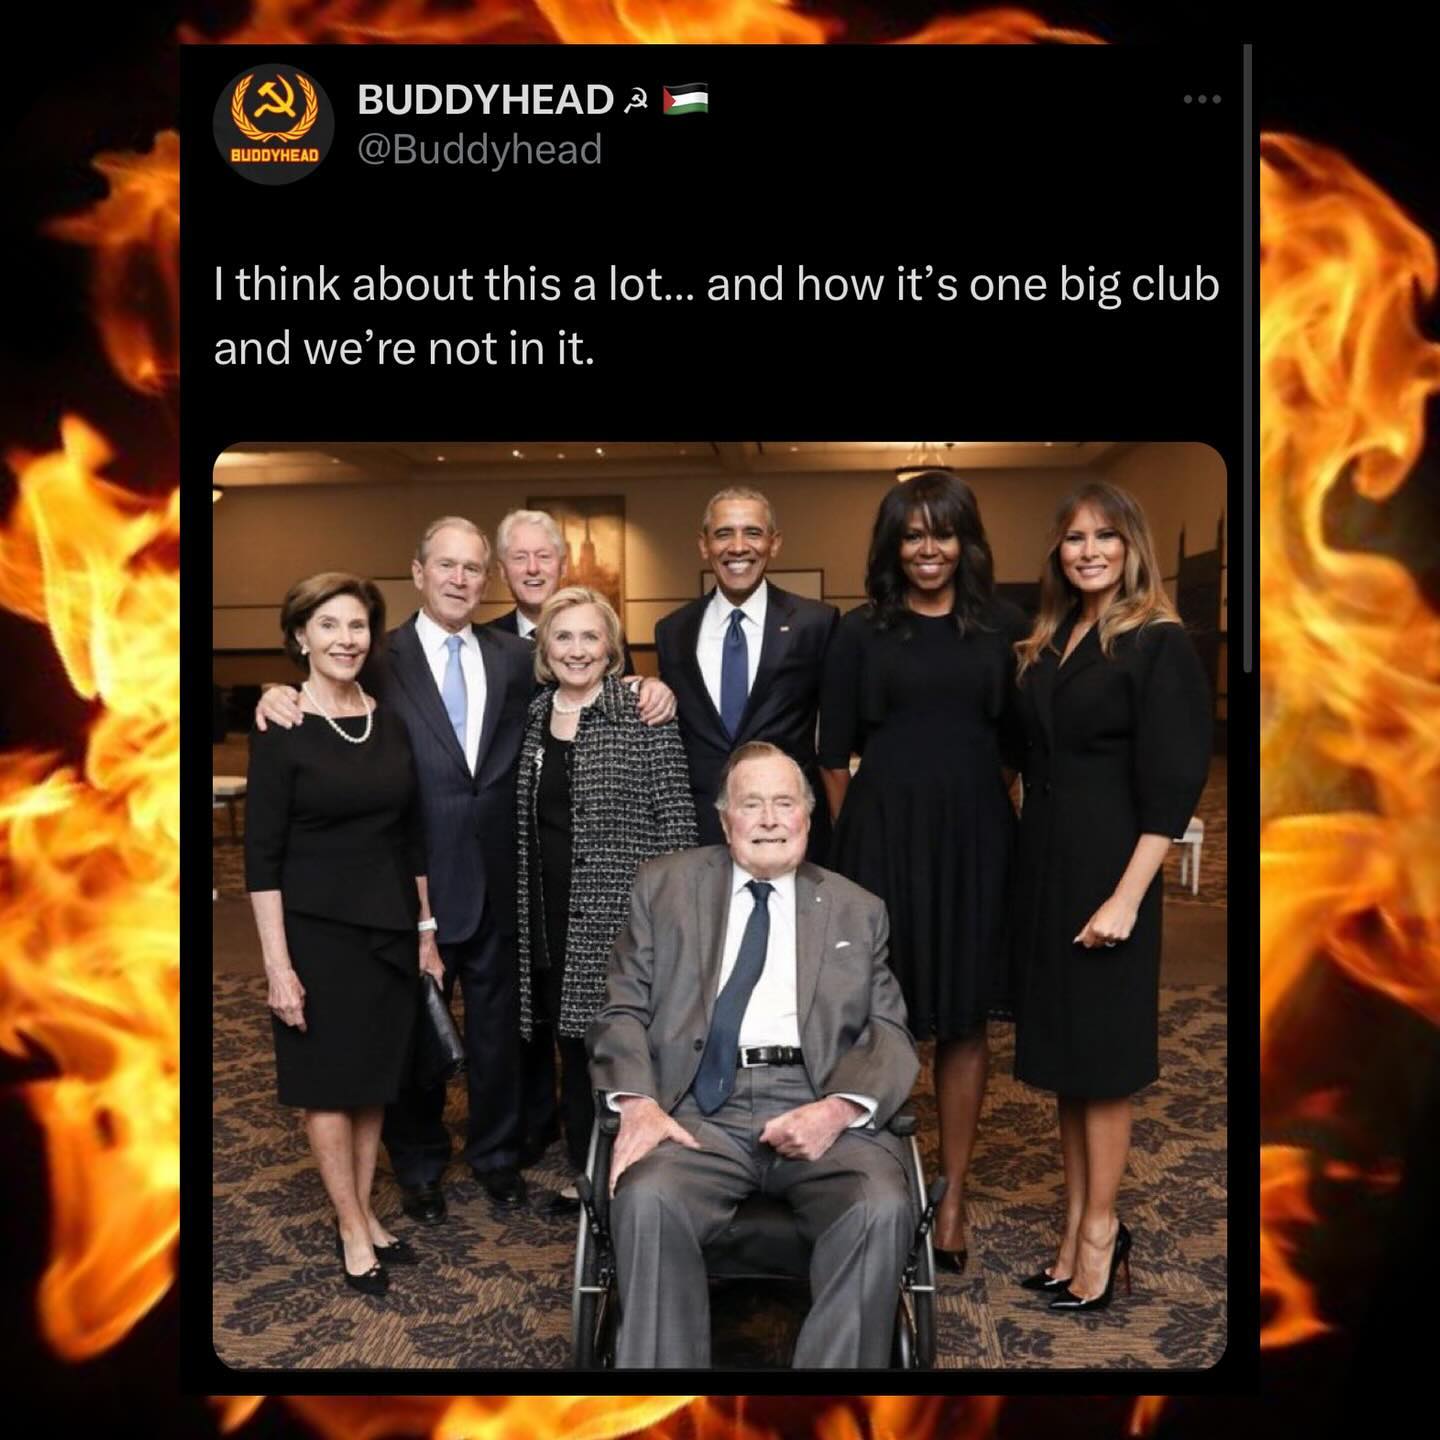 BUDDYHEAD ☭ 🇵🇸
@Buddyhead
BUDDYHEAD
I think about this a lot... and how it’s one big club
and we’re not in it.